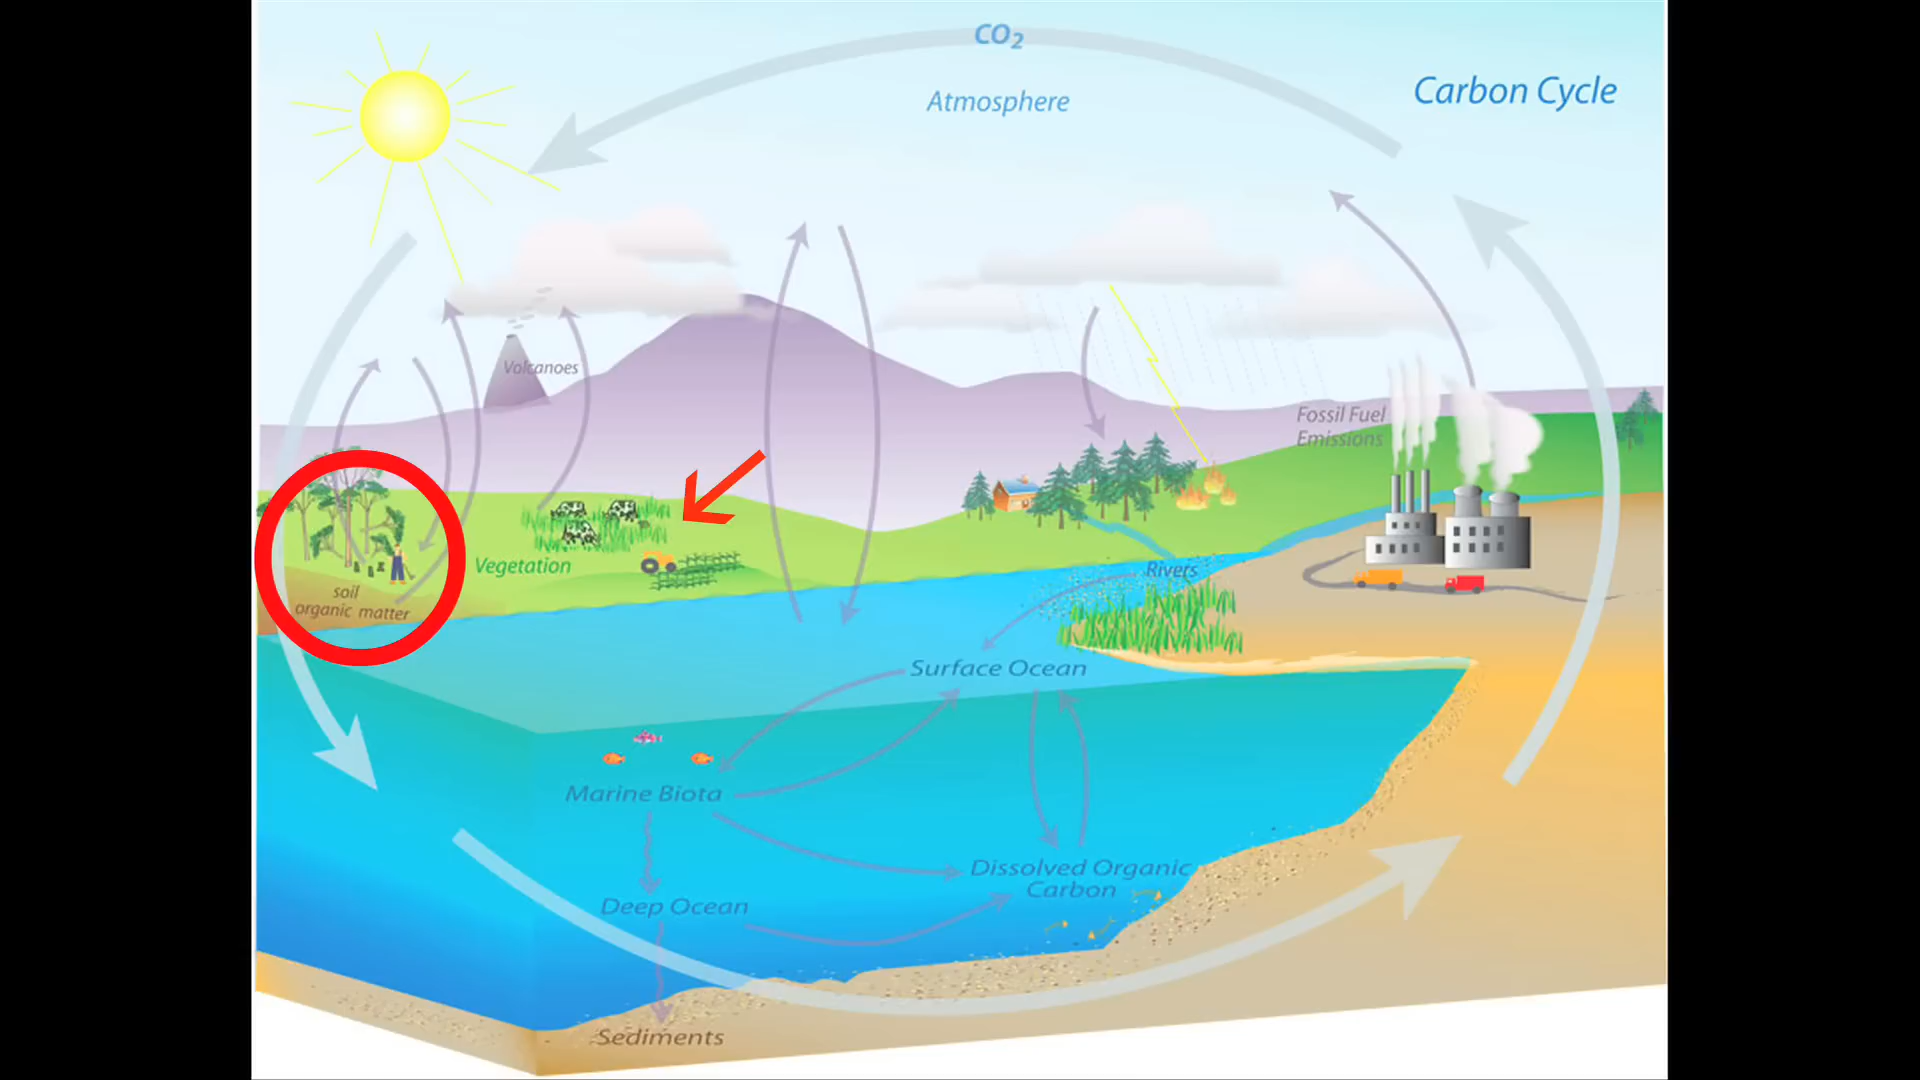 CO₂
Atmosphere
Carbon Cycle
Volcanoes
Fossil Fuel
Emissions
Vegetation
soil
organic matter
Rivers
Surface Ocean
Marine Biota
Dissolved Organic
Carbon
Deep Ocean
Sediments